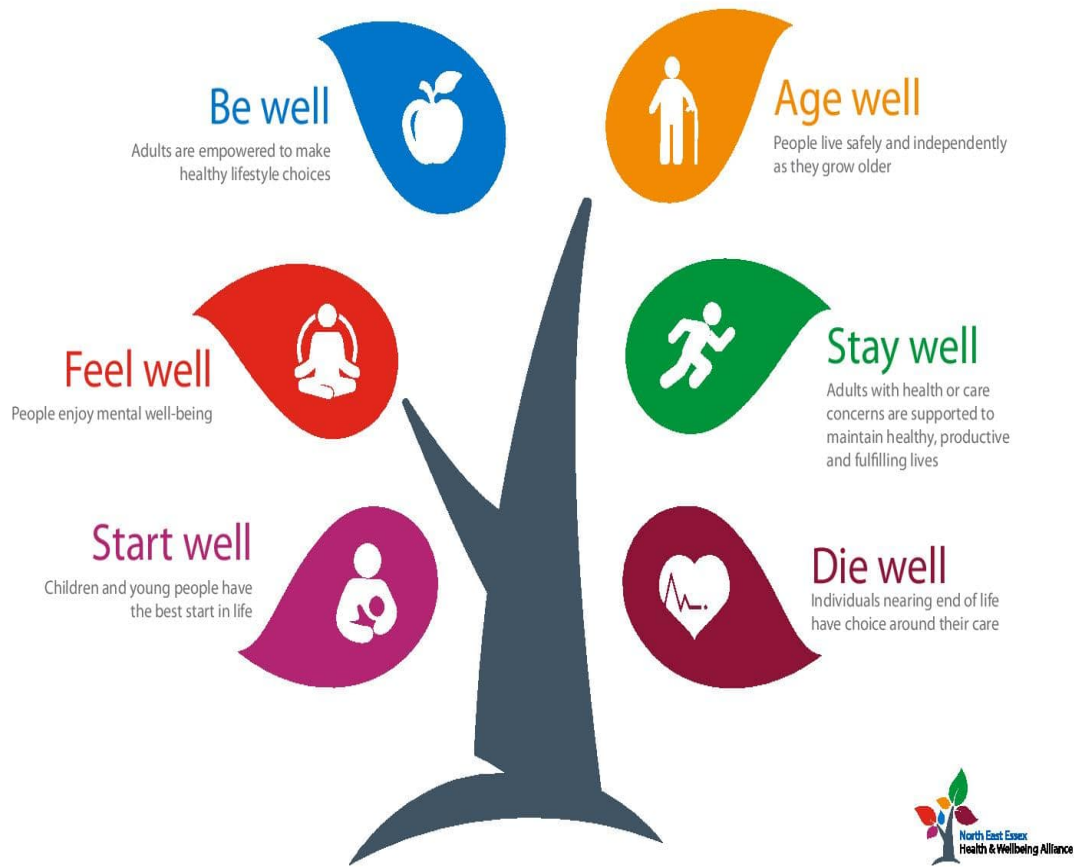 Be well
Adults are empowered to make
healthy lifestyle choices
Age well
People live safely and independently
as they grow older
Feel well
People enjoy mental well-being
Stay well
Adults with health or care
concerns are supported to
maintain healthy, productive
and fulfilling lives
Start well
Children and young people have
the best start in life
Die well
Individuals nearing end of life
have choice around their care
North East Essex
Health & Wellbeing Alliance